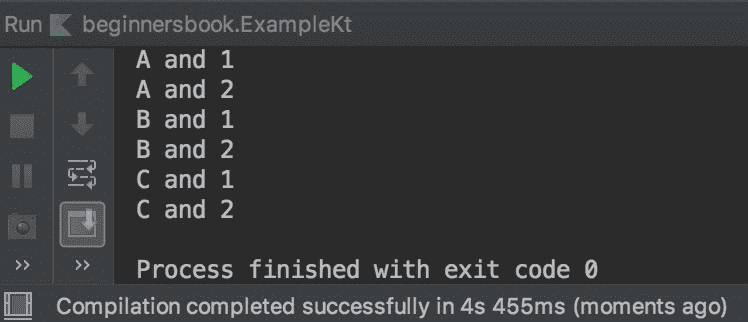 Run beginnersbook.ExampleKt
A and 1
A and 2
B and 1
B and 2
C and 1
C and 2
Process finished with exit code 0
Compilation completed successfully in 4s 455ms (moments ago)